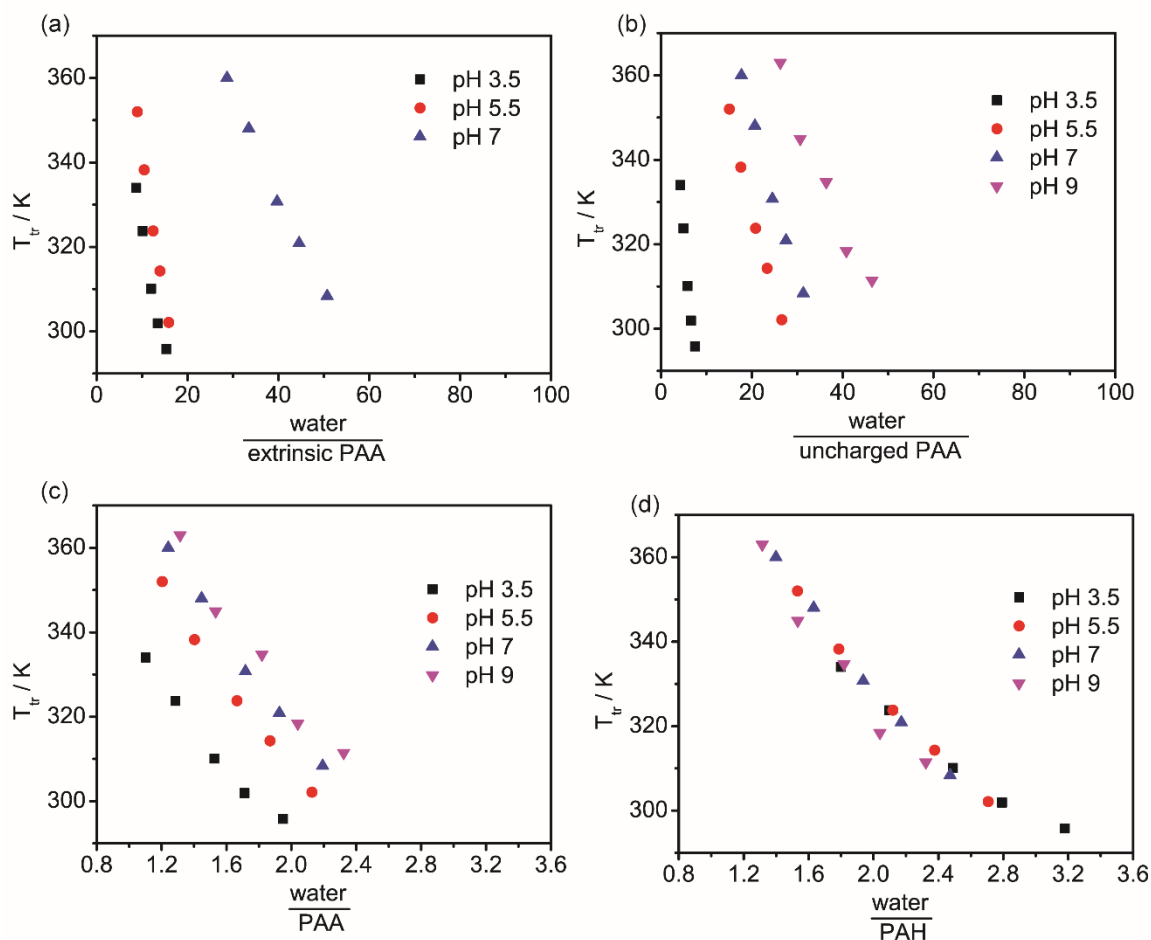 (a)
T_tr / K
360
340
320
300
0 20 40 60 80 100
pH 3.5
pH 5.5
pH 7
water
extrinsic PAA
(b)
T_tr / K
360
340
320
300
0 20 40 60 80 100
pH 3.5
pH 5.5
pH 7
pH 9
water
uncharged PAA
(c)
T_tr / K
360
340
320
300
0.8 1.2 1.6 2.0 2.4 2.8 3.2 3.6
pH 3.5
pH 5.5
pH 7
pH 9
water
PAA
(d)
T_tr / K
360
340
320
300
0.8 1.2 1.6 2.0 2.4 2.8 3.2 3.6
pH 3.5
pH 5.5
pH 7
pH 9
water
PAH